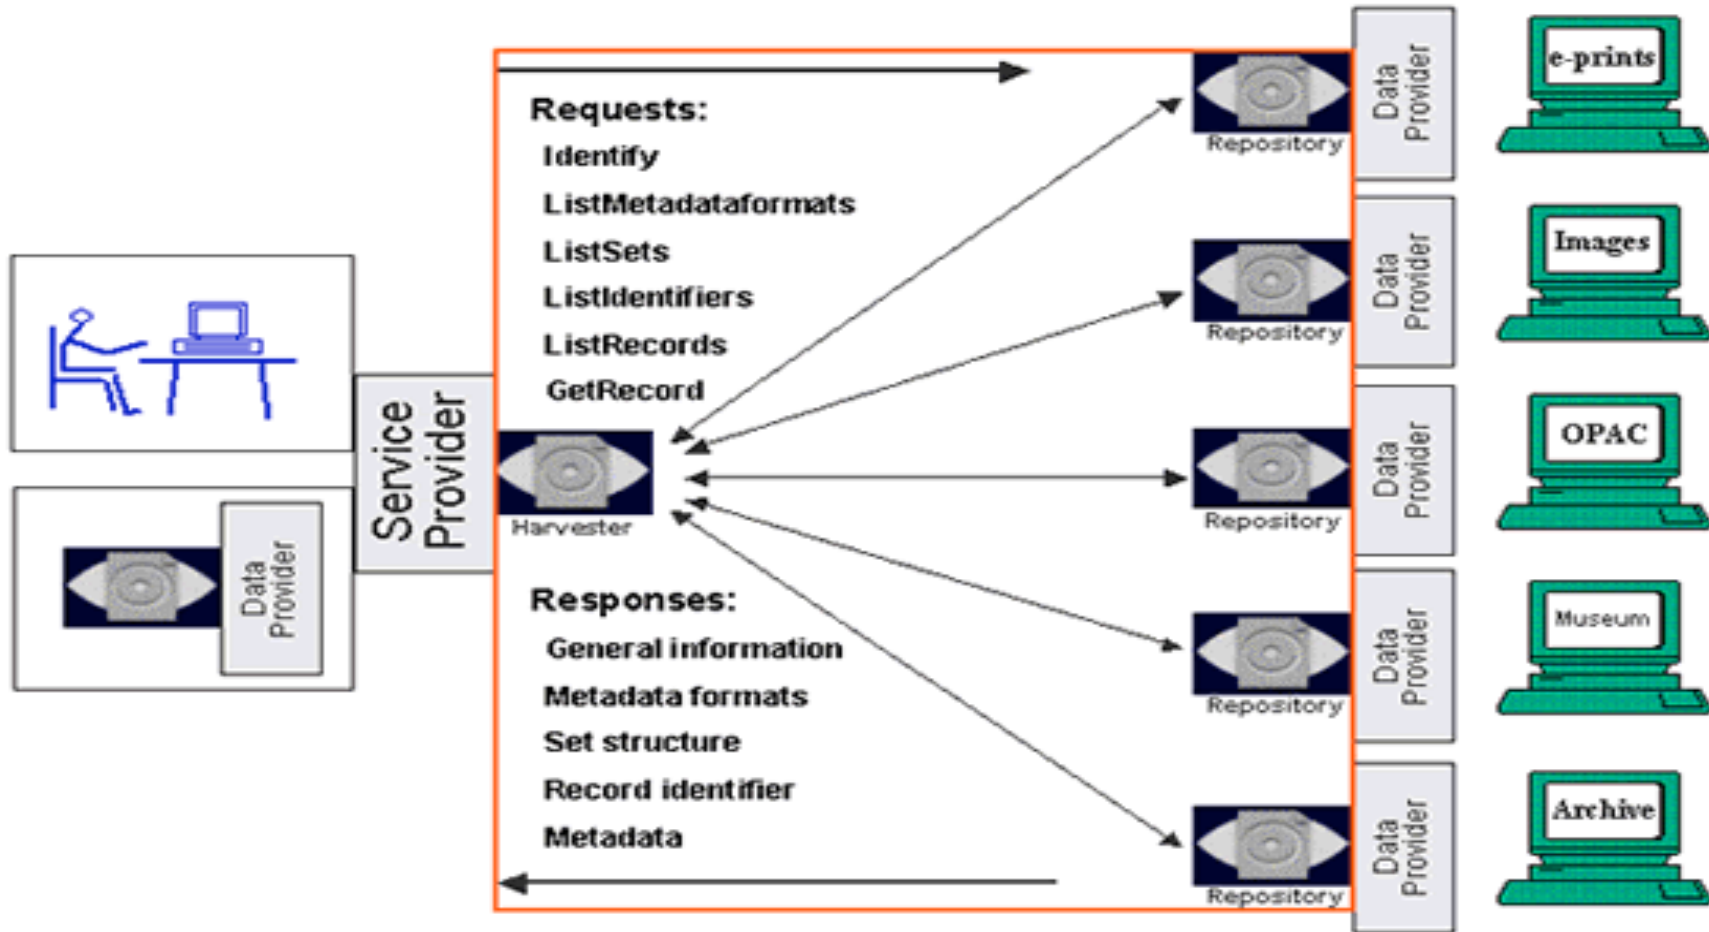 Requests:
Identify
ListMetadataformats
ListSets
ListIdentifiers
ListRecords
GetRecord
Service
Provider
Harvester
Data
Provider
Responses:
General information
Metadata formats
Set structure
Record identifier
Metadata
Repository
Data
Provider
e-prints
Repository
Data
Provider
Images
Repository
Data
Provider
OPAC
Repository
Data
Provider
Museum
Repository
Data
Provider
Archive